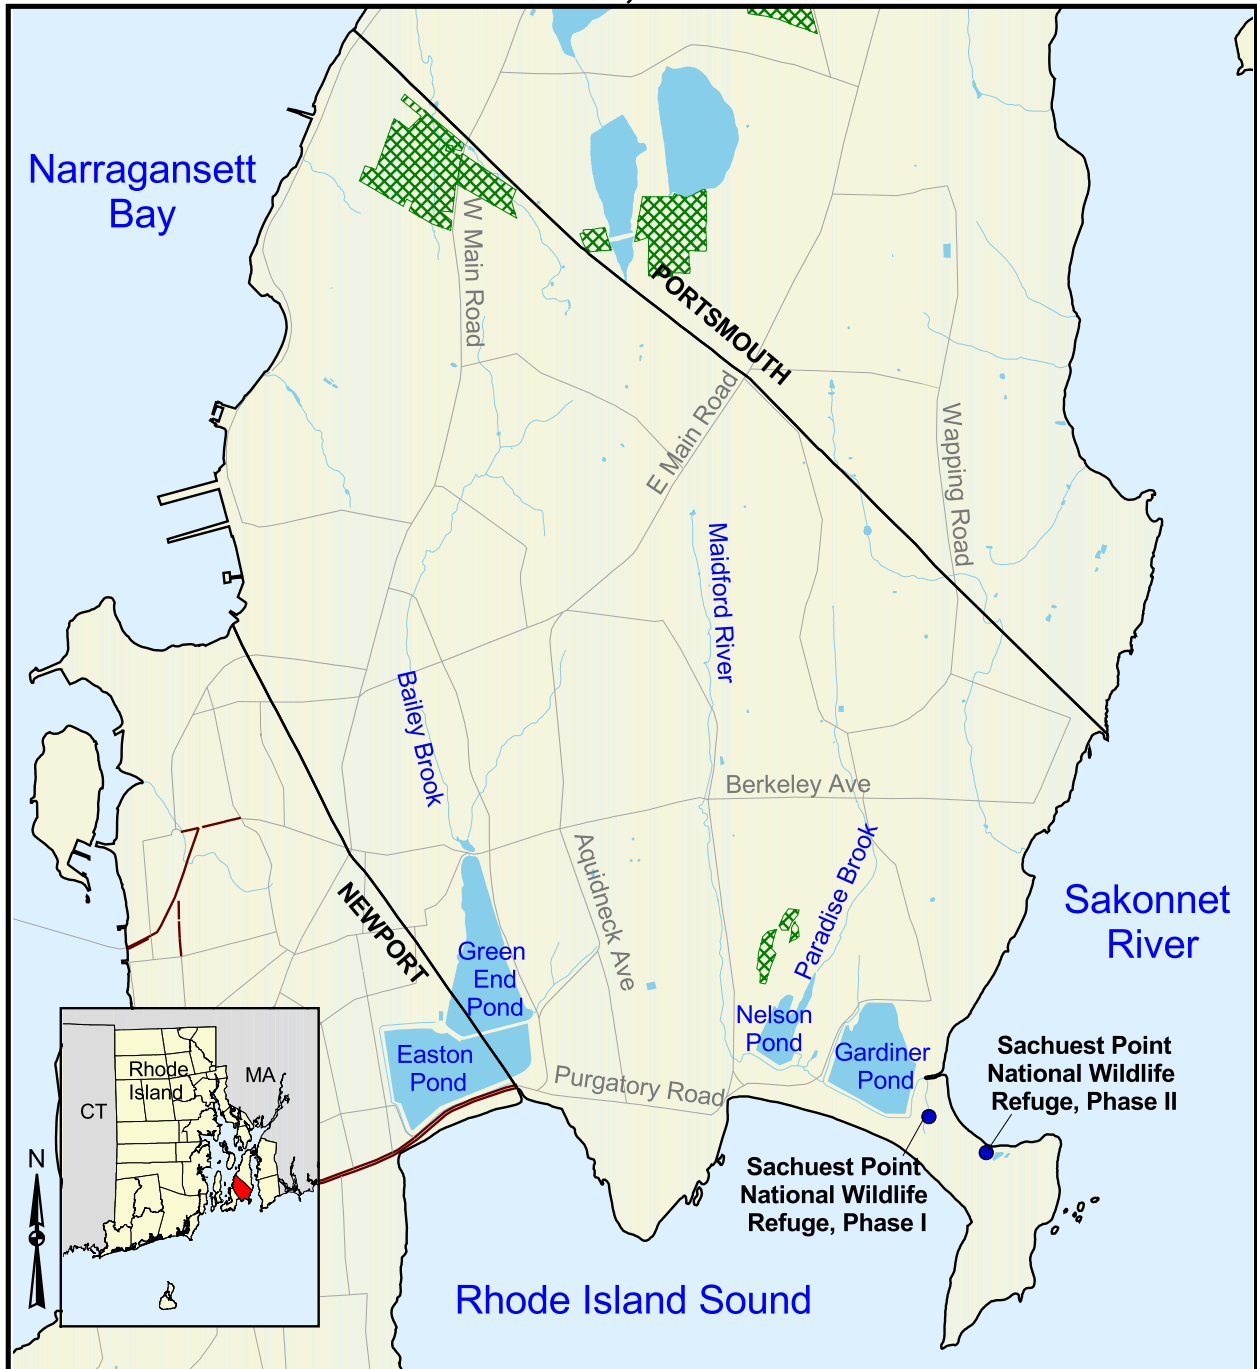 Narragansett
Bay
W Main Road
PORTSMOUTH
E Main Road
Wapping Road
Maidford River
Bailey Brook
Berkeley Ave
Aquidneck Ave
Paradise Brook
Sakonnet
River
NEWPORT
Green
End
Pond
Nelson
Pond
Easton
Pond
Gardiner
Pond
Purgatory Road
Sachuest Point
National Wildlife
Refuge, Phase II
Sachuest Point
National Wildlife
Refuge, Phase I
Rhode
Island
MA
CT
N
Rhode Island Sound